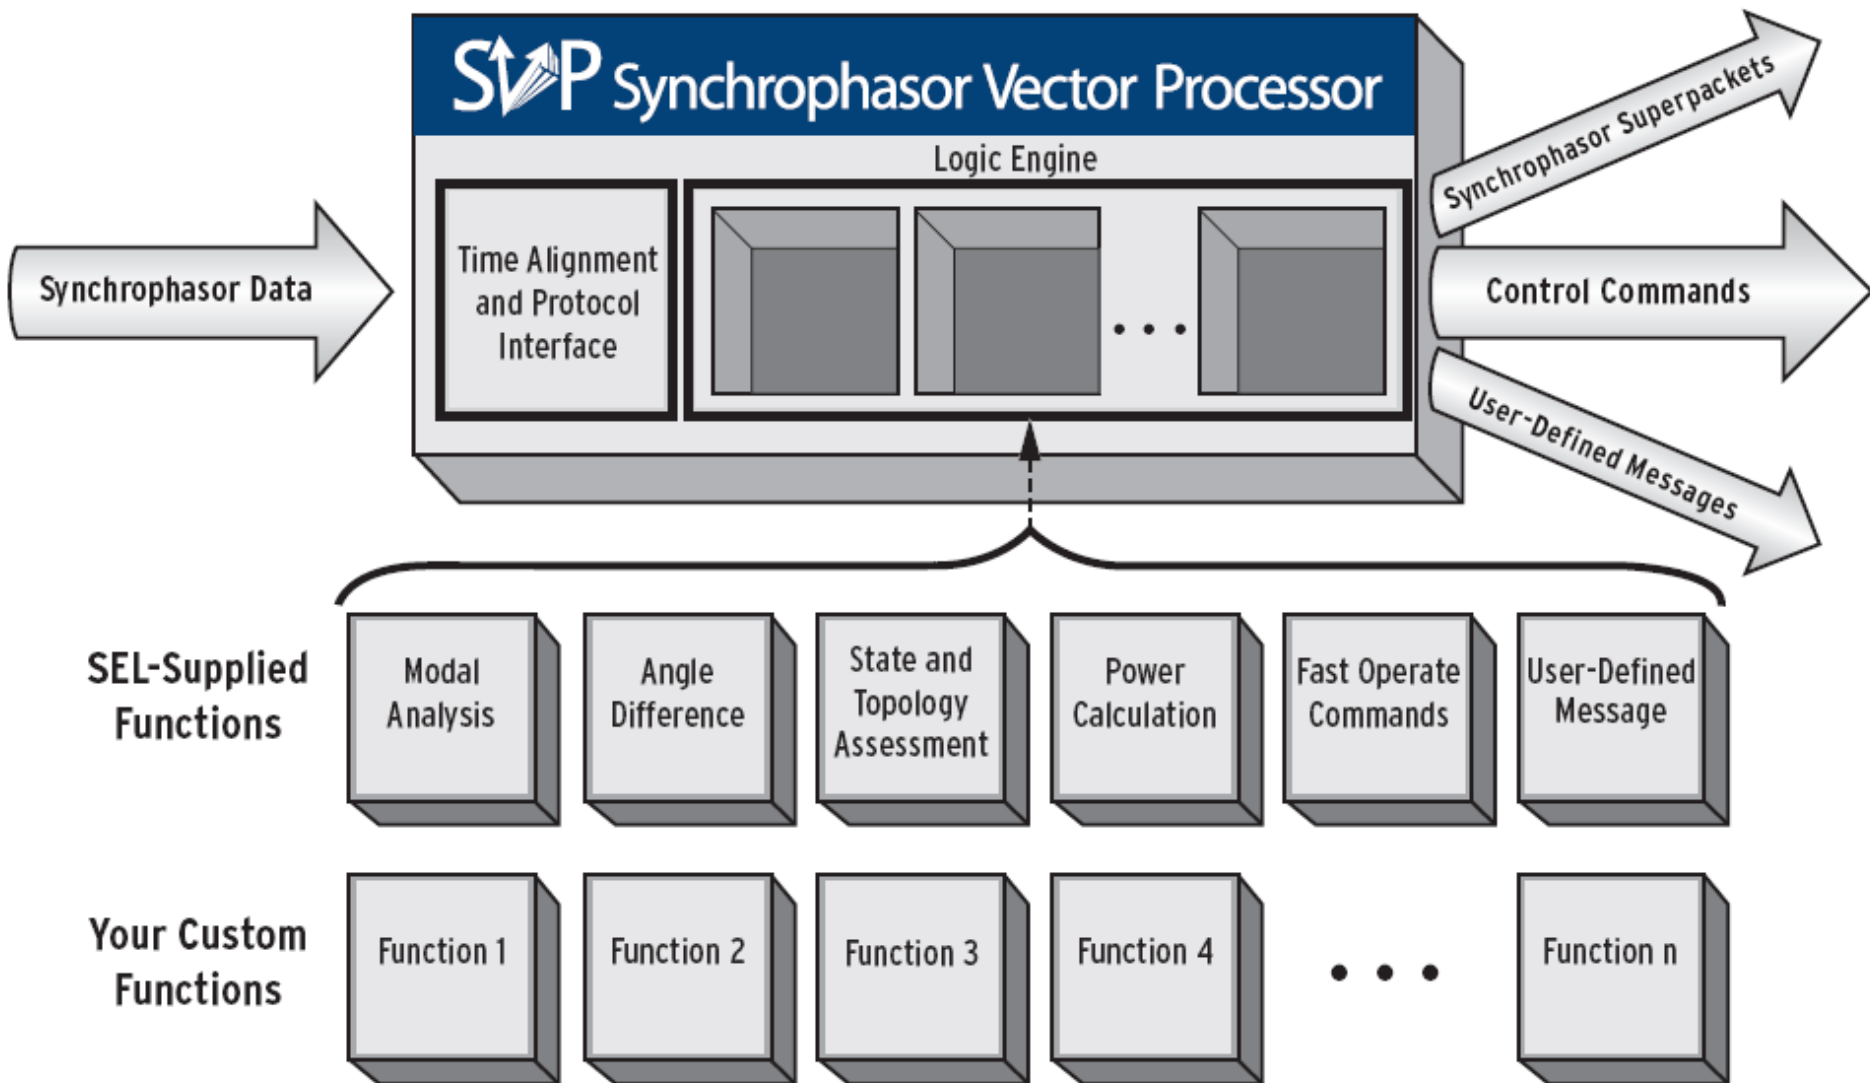 SVP Synchrophasor Vector Processor
Logic Engine
Synchrophasor Data
Time Alignment
and Protocol
Interface
Synchrophasor Superpackets
Control Commands
User-Defined Messages
SEL-Supplied
Functions
Modal
Analysis
Angle
Difference
State and
Topology
Assessment
Power
Calculation
Fast Operate
Commands
User-Defined
Message
Your Custom
Functions
Function 1
Function 2
Function 3
Function 4
Function n